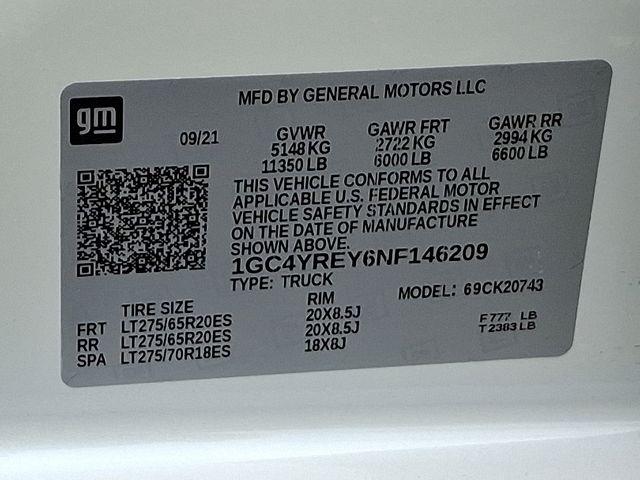 gm
MFD BY GENERAL MOTORS LLC
09/21
GVWR GAWR FRT GAWR RR
5148 KG 2722 KG 2994 KG
11350 LB 6000 LB 6600 LB
THIS VEHICLE CONFORMS TO ALL
APPLICABLE U.S. FEDERAL MOTOR
VEHICLE SAFETY STANDARDS IN EFFECT
ON THE DATE OF MANUFACTURE
SHOWN ABOVE.
1GC4YREY6NF146209
TYPE: TRUCK MODEL: 69CK20743
TIRE SIZE RIM
FRT LT275/65R20ES 20X8.5J F 777 LB
RR LT275/65R20ES 20X8.5J T 2383 LB
SPA LT275/70R18ES 18X8J